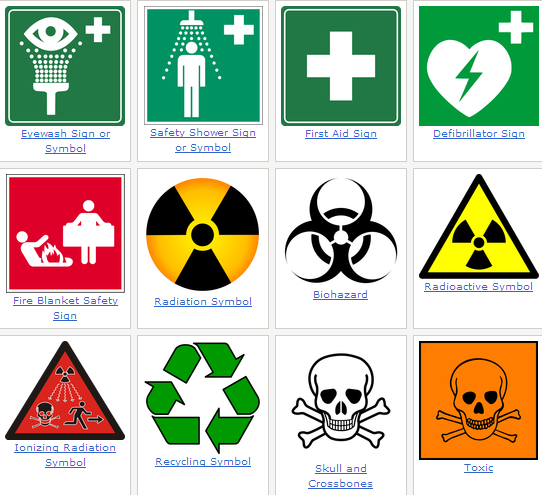 Eyewash Sign or
Symbol
Safety Shower Sign
or Symbol
First Aid Sign
Defibrillator Sign
Fire Blanket Safety
Sign
Radiation Symbol
Biohazard
Radioactive Symbol
Ionizing Radiation
Symbol
Recycling Symbol
Skull and
Crossbones
Toxic